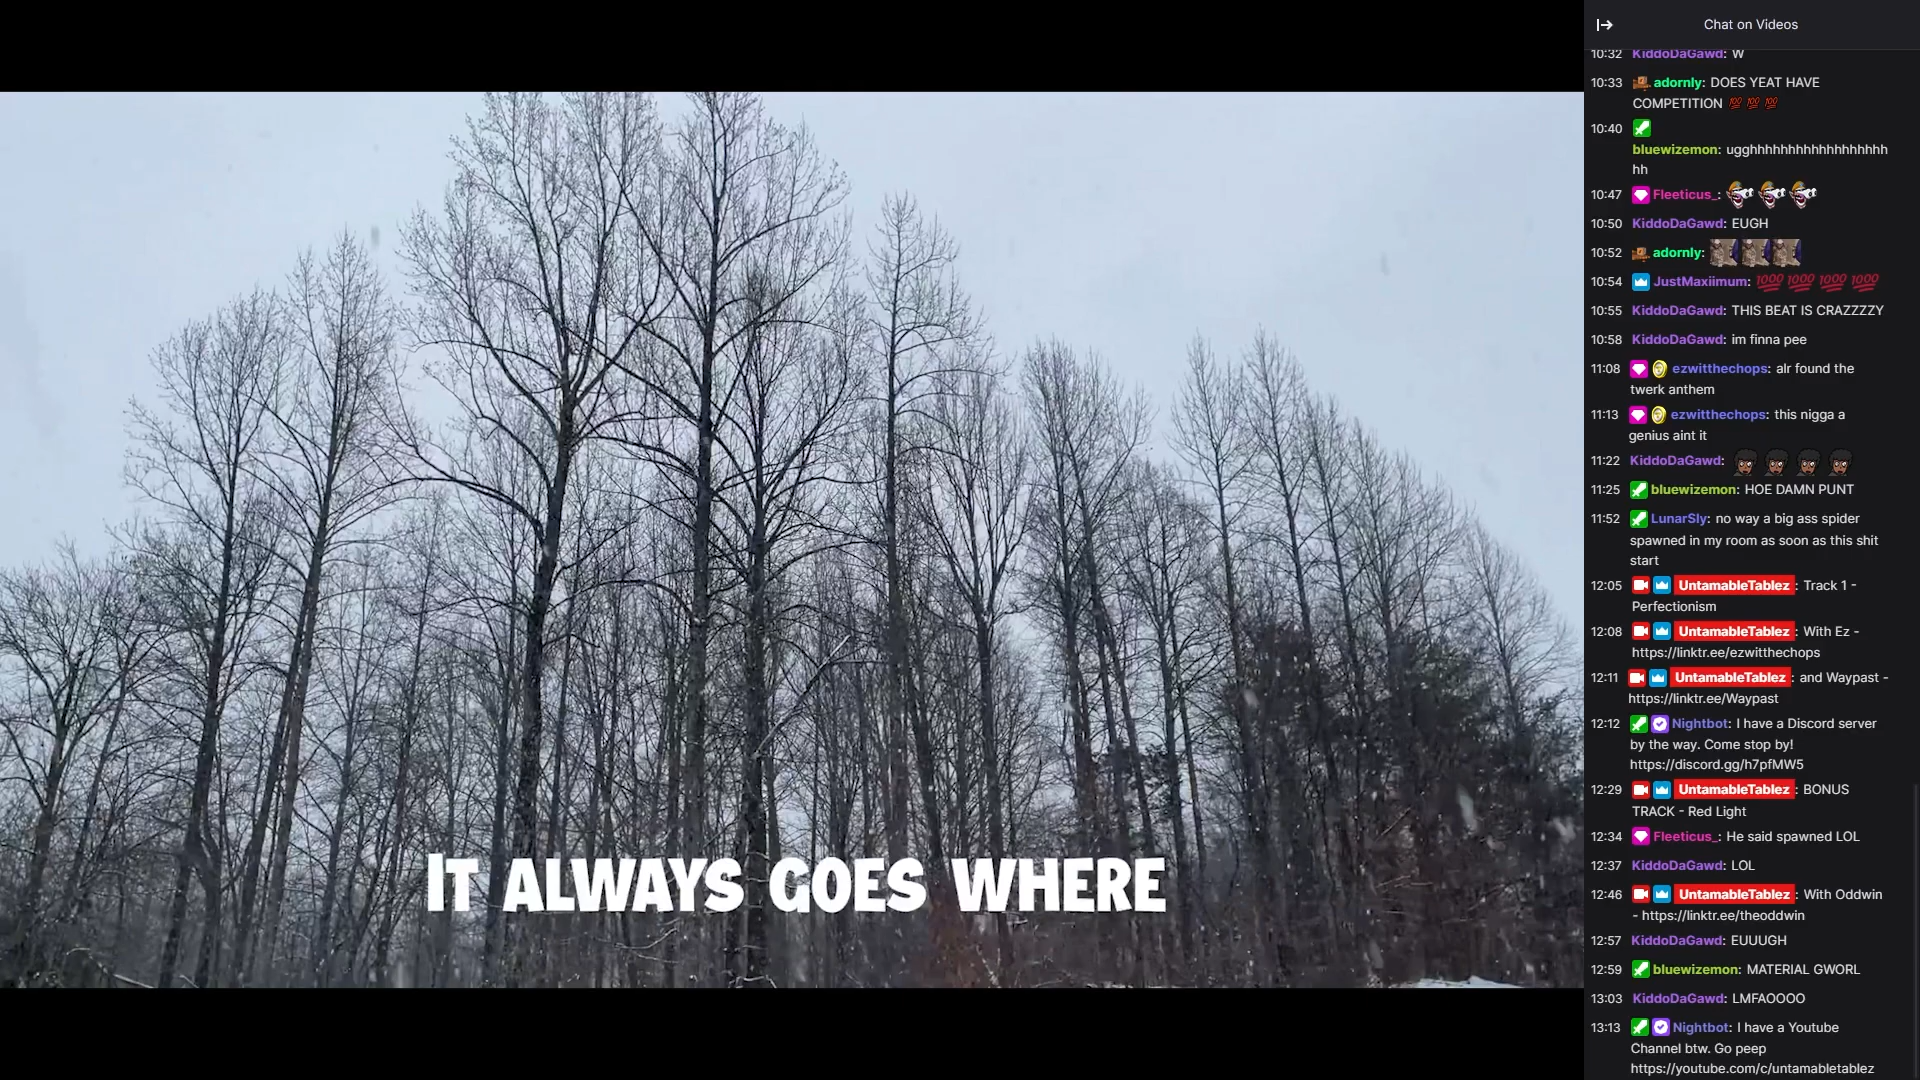 IT ALWAYS GOES WHERE
Chat on Videos
10:32 KiddoDaGawd: W
10:33 adornly: DOES YEAT HAVE
COMPETITION 💯 💯 💯
10:40
bluewizemon: ugghhhhhhhhhhhhhhhhhhh
hh
10:47 Fleeticus_:
10:50 KiddoDaGawd: EUGH
10:52 adornly:
10:54 JustMaxiimum: 1000 1000 1000 1000
10:55 KiddoDaGawd: THIS BEAT IS CRAZZZZY
10:58 KiddoDaGawd: im finna pee
11:08 ezwitthechops: alr found the
twerk anthem
11:13 ezwitthechops: this nigga a
genius aint it
11:22 KiddoDaGawd:
11:25 bluewizemon: HOE DAMN PUNT
11:52 LunarSly: no way a big ass spider
spawned in my room as soon as this shit
start
12:05 UntamableTablez: Track 1 -
Perfectionism
12:08 UntamableTablez: With Ez -
https://linktr.ee/ezwitthechops
12:11 UntamableTablez: and Waypast -
https://linktr.ee/Waypast
12:12 Nightbot: I have a Discord server
by the way. Come stop by!
https://discord.gg/h7pfMW5
12:29 UntamableTablez: BONUS
TRACK - Red Light
12:34 Fleeticus_: He said spawned LOL
12:37 KiddoDaGawd: LOL
12:46 UntamableTablez: With Oddwin
- https://linktr.ee/theoddwin
12:57 KiddoDaGawd: EUUUGH
12:59 bluewizemon: MATERIAL GWORL
13:03 KiddoDaGawd: LMFAOOOO
13:13 Nightbot: I have a Youtube
Channel btw. Go peep
https://youtube.com/c/untamabletablez